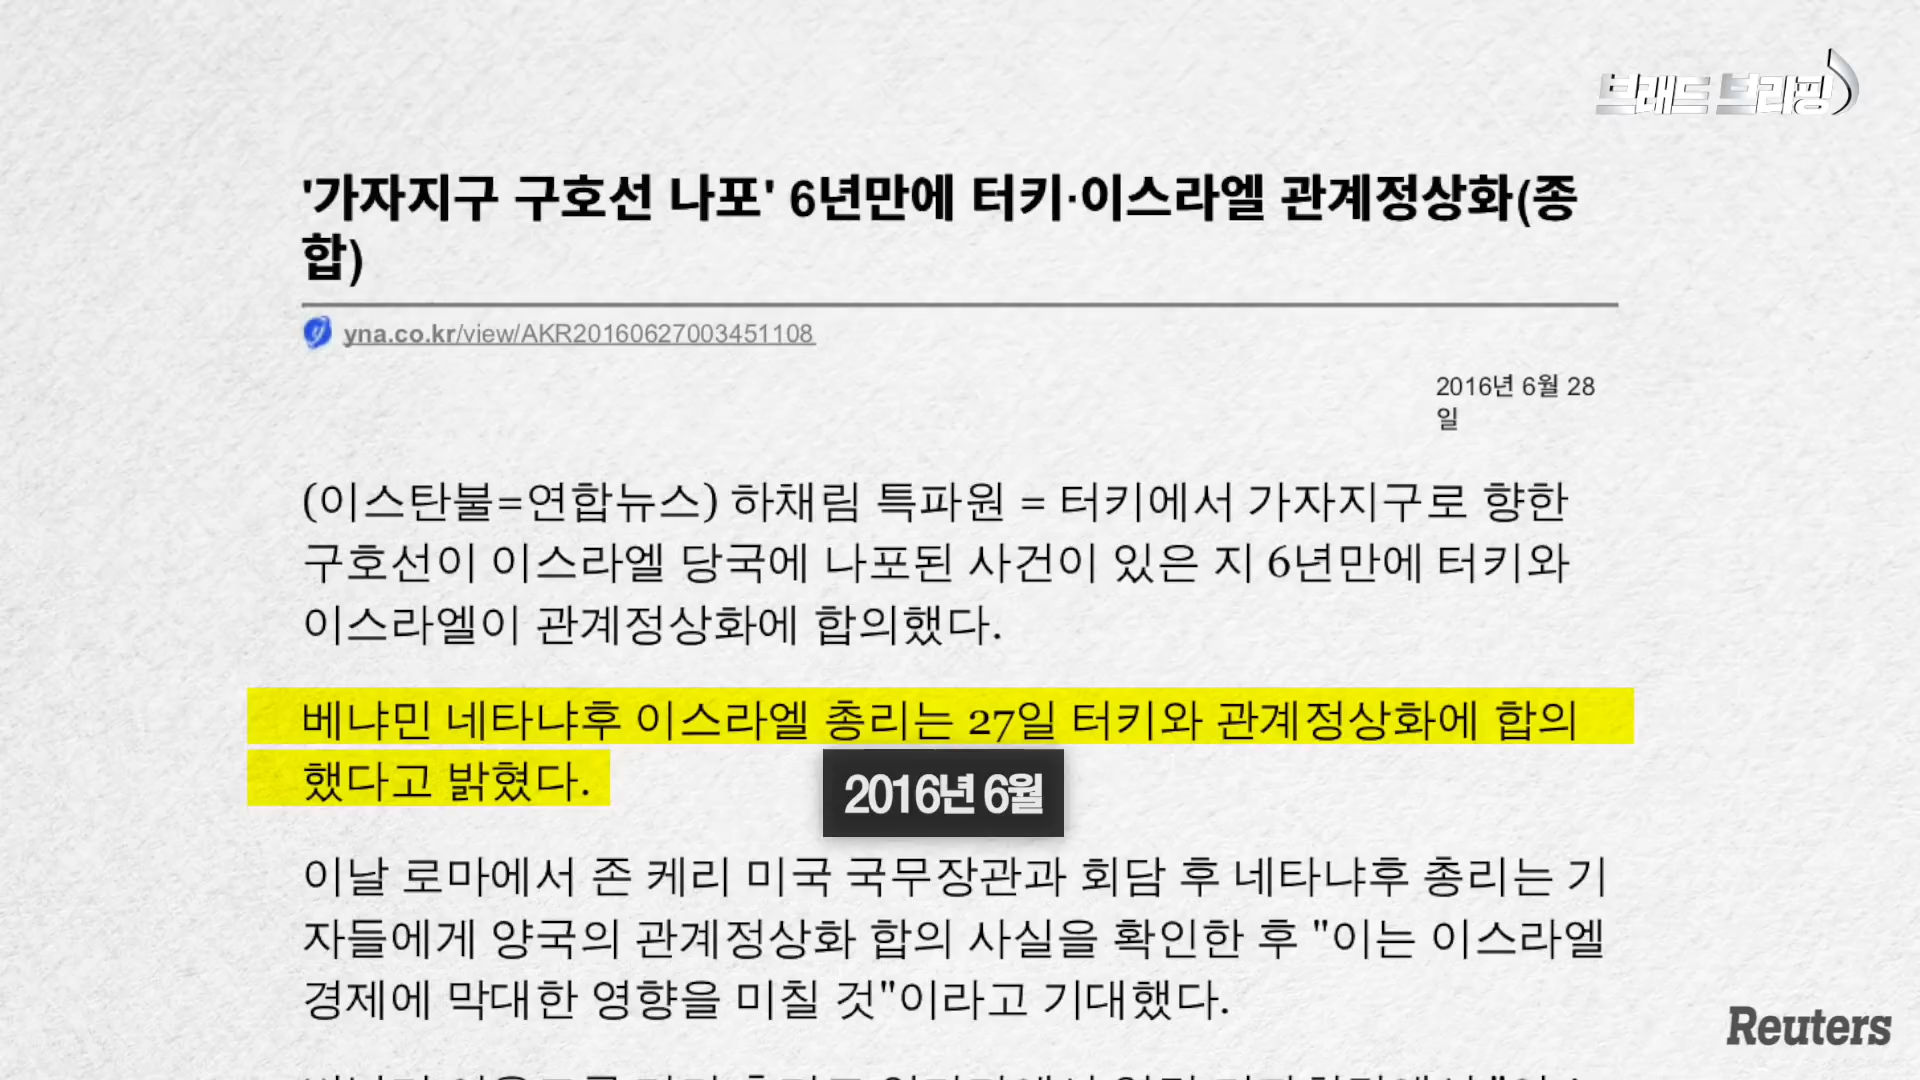 브래드 브리핑
'가자지구 구호선 나포' 6년만에 터키·이스라엘 관계정상화(종
합)
yna.co.kr/view/AKR20160627003451108
2016년 6월 28
일
(이스탄불=연합뉴스) 하채림 특파원 = 터키에서 가자지구로 향한
구호선이 이스라엘 당국에 나포된 사건이 있은 지 6년만에 터키와
이스라엘이 관계정상화에 합의했다.
베냐민 네타냐후 이스라엘 총리는 27일 터키와 관계정상화에 합의
했다고 밝혔다.
2016년 6월
이날 로마에서 존 케리 미국 국무장관과 회담 후 네타냐후 총리는 기
자들에게 양국의 관계정상화 합의 사실을 확인한 후 "이는 이스라엘
경제에 막대한 영향을 미칠 것"이라고 기대했다.
Reuters